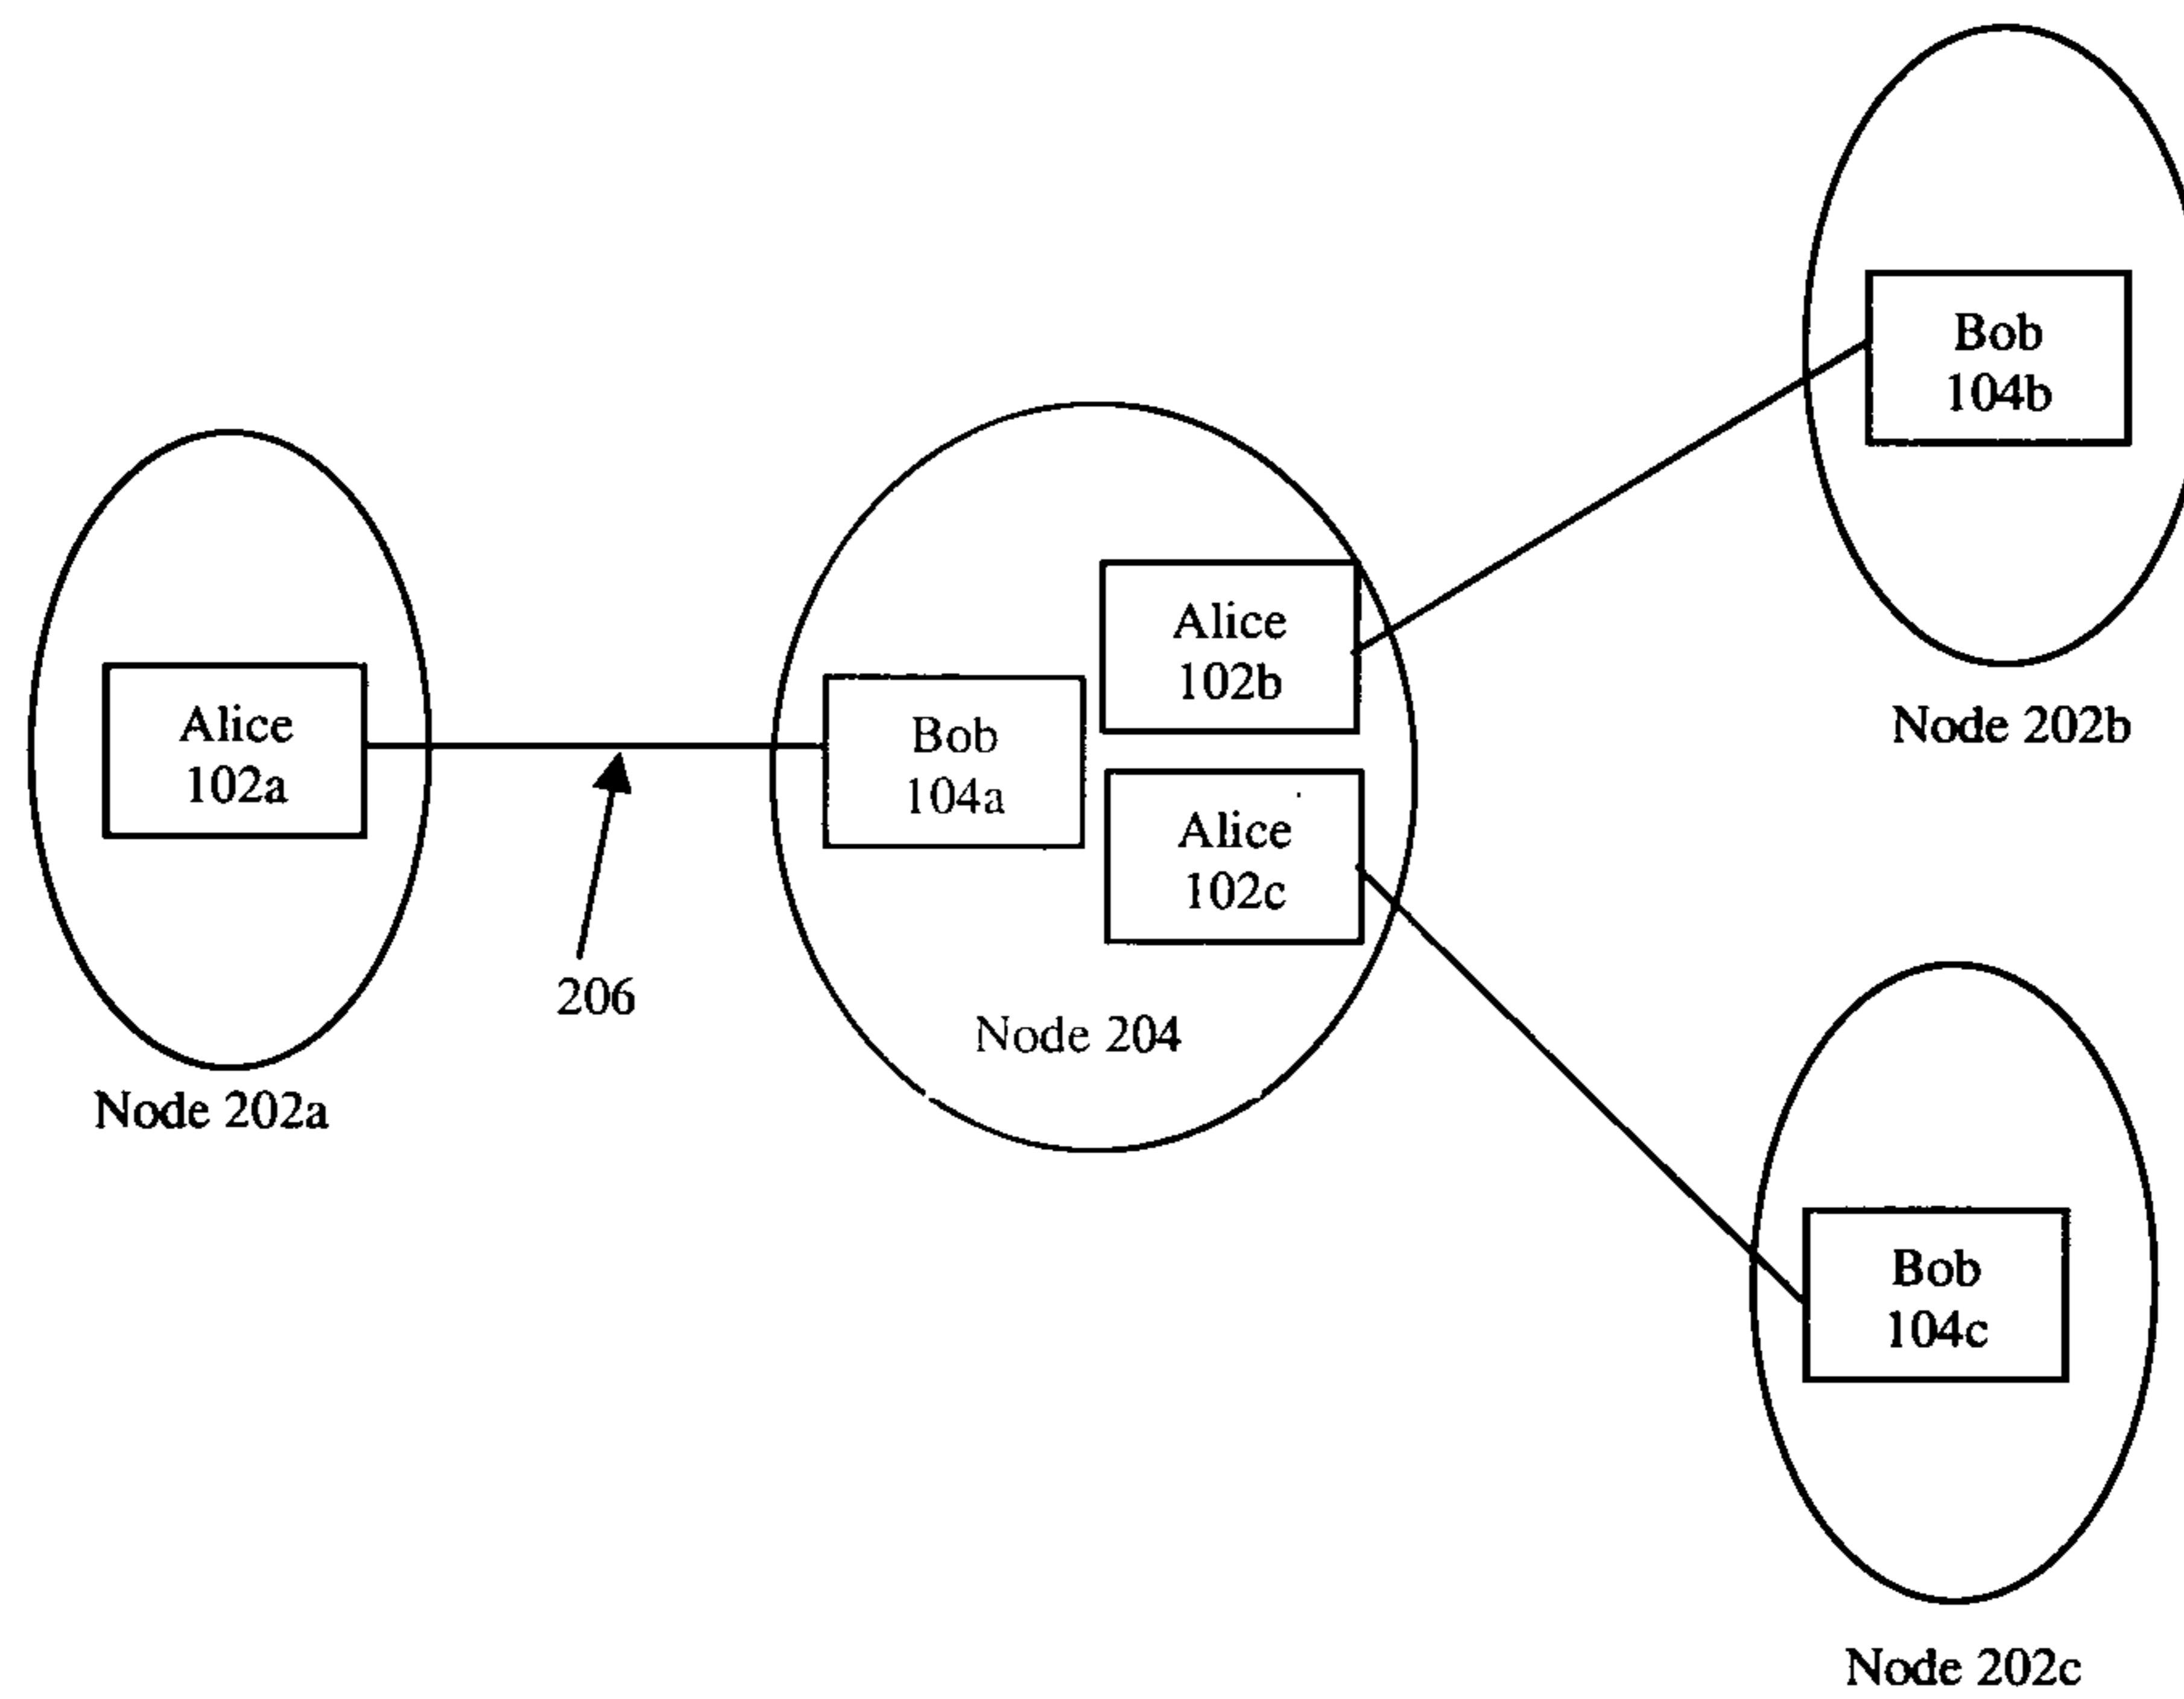 Bob
104b
Node 202b
Alice
102b
Alice
102a
Bob
104a
Alice
102c
206
Node 204
Node 202a
Bob
104c
Node 202c